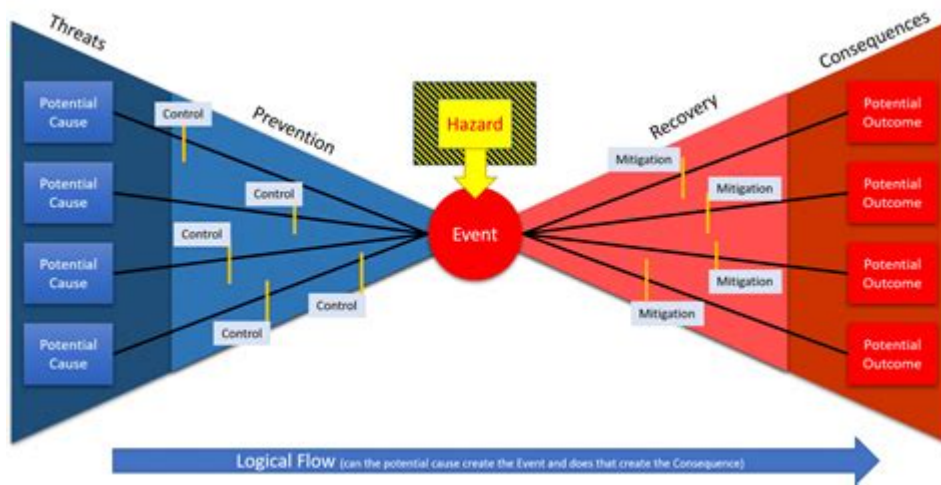 Threats
Consequences
Prevention
Recovery
Hazard
Event
Potential
Cause
Potential
Cause
Potential
Cause
Potential
Cause
Control
Control
Control
Control
Control
Mitigation
Mitigation
Mitigation
Mitigation
Potential
Outcome
Potential
Outcome
Potential
Outcome
Potential
Outcome
Logical Flow (can the potential cause create the Event and does that create the Consequence)